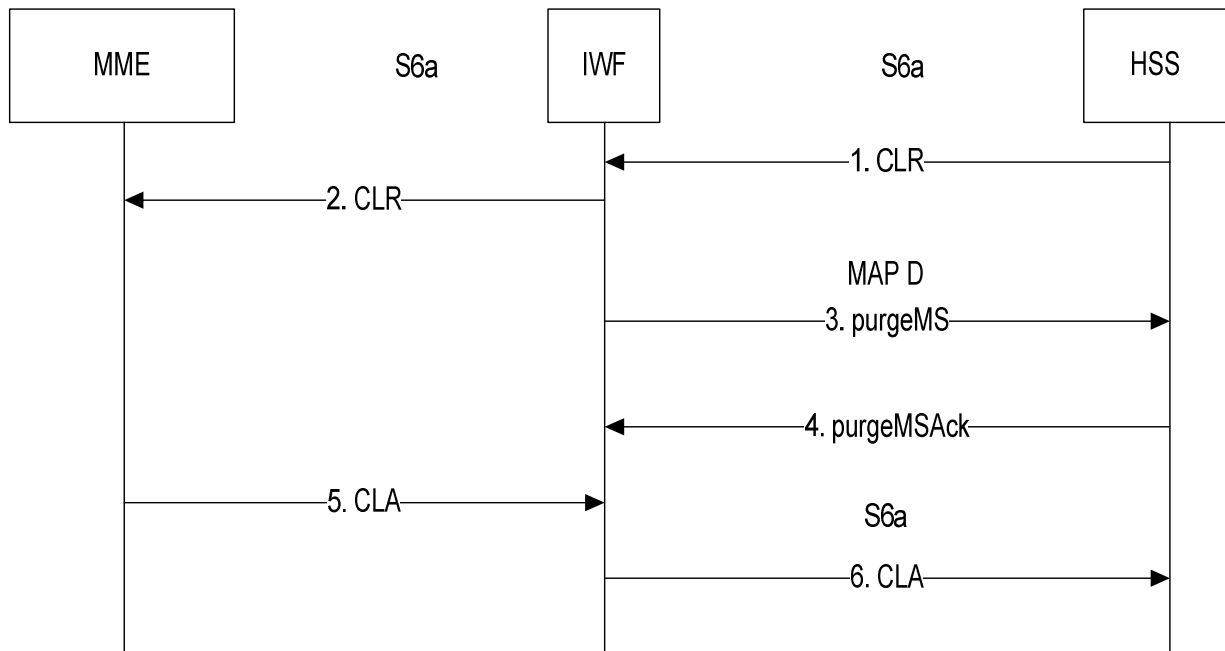 MME
S6a
IWF
S6a
HSS
1. CLR
2. CLR
MAP D
3. purgeMS
4. purgeMSAck
5. CLA
S6a
6. CLA